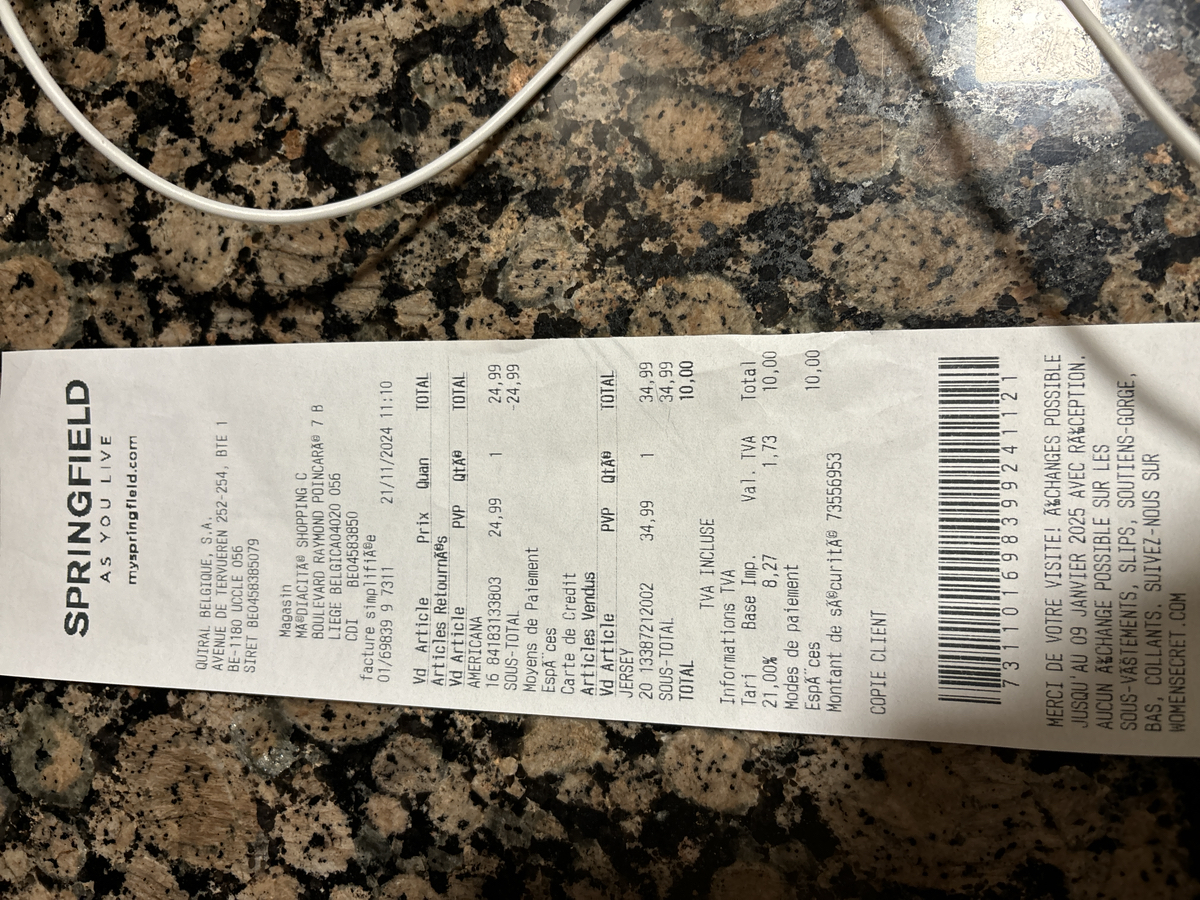 SPRINGFIELD
AS YOU LIVE
myspringfield.com
QUIRAL BELGIQUE, S.A.
AVENUE DE TERVUEREN 252-254, BTE 1
BE-1180 UCCLE 056
SIRET BE0458385079
Magasin
MÃ©DIACITÃ© SHOPPING C
BOULEVARD RAYMOND POINCARÃ© 7 B
LIEGE BELGICA04020 056
CDI BE04583850
facture simplifiÃ©e
01/69839 9 7311 21/11/2024 11:10
Vd Article Prix Quan TOTAL
Articles RetournÃ©s
Vd Article PVP QtÃ© TOTAL
AMERICANA
16 84183133803 24,99 1 24,99
SOUS-TOTAL -24,99
Moyens de Paiement
EspÃ¨ces
Carte de Credit
Articles Vendus
Vd Article PVP QtÃ© TOTAL
JERSEY
20 13387212002 34,99 1 34,99
SOUS-TOTAL 34,99
TOTAL 10,00
TVA INCLUSE
Informations TVA
Tari Base Imp. Val. TVA Total
21,00% 8,27 1,73 10,00
Modes de paiement
EspÃ¨ces 10,00
Montant de sÃ©curitÃ© 73556953
COPIE CLIENT
7311016983992411 21
MERCI DE VOTRE VISITE! Ã‰CHANGES POSSIBLE
JUSQU'AU 09 JANVIER 2025 AVEC RÃ‰CEPTION.
AUCUN Ã‰CHANGE POSSIBLE SUR LES
SOUS-VASTEMENTS, SLIPS, SOUTIENS-GORGE,
BAS, COLLANTS. SUIVEZ-NOUS SUR
WOMENSECRET.COM